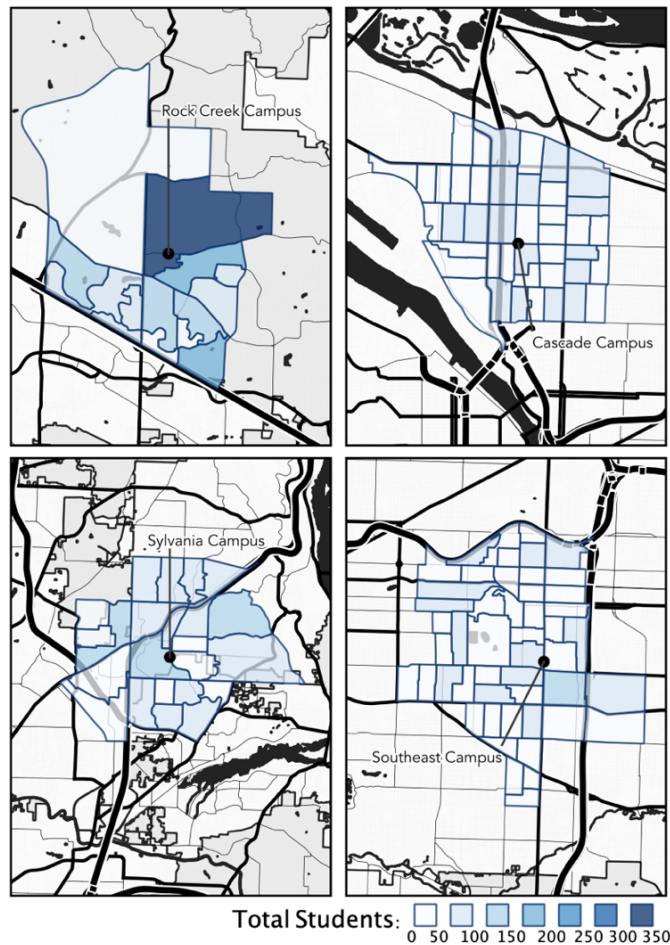 Rock Creek Campus
Cascade Campus
Sylvania Campus
Southeast Campus
Total Students:
0 50 100 150 200 250 300 350